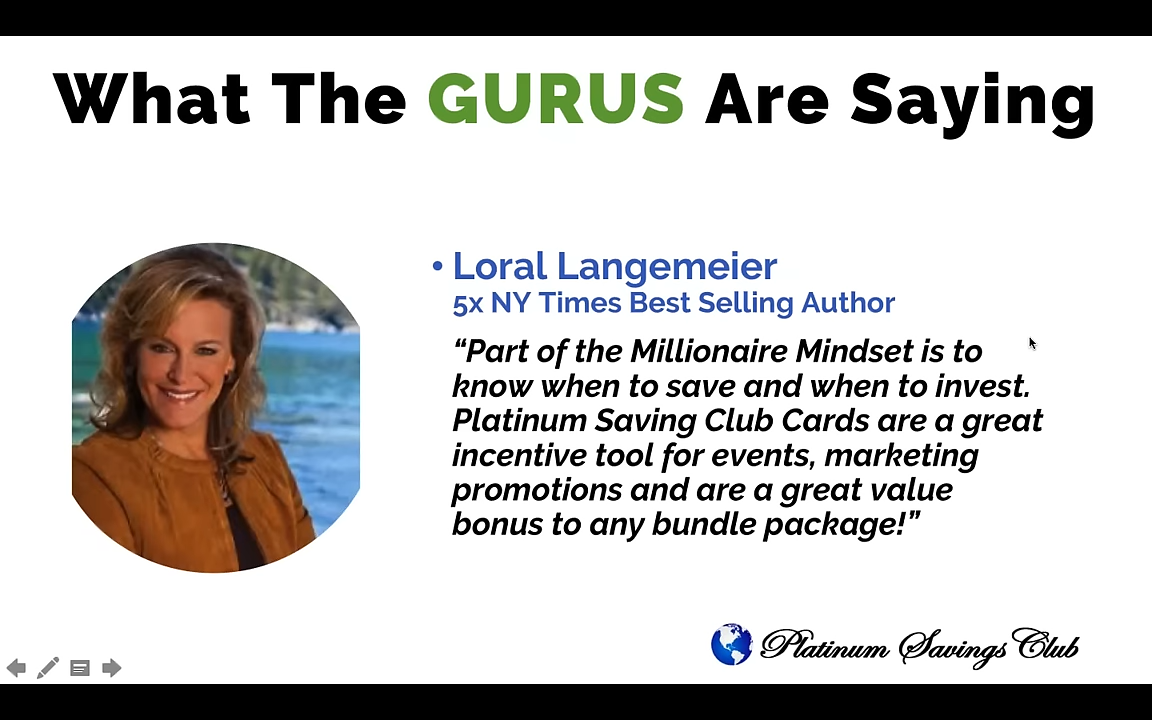 What The GURUS Are Saying
• Loral Langemeier
5x NY Times Best Selling Author
“Part of the Millionaire Mindset is to
know when to save and when to invest.
Platinum Saving Club Cards are a great
incentive tool for events, marketing
promotions and are a great value
bonus to any bundle package!”
Platinum Savings Club